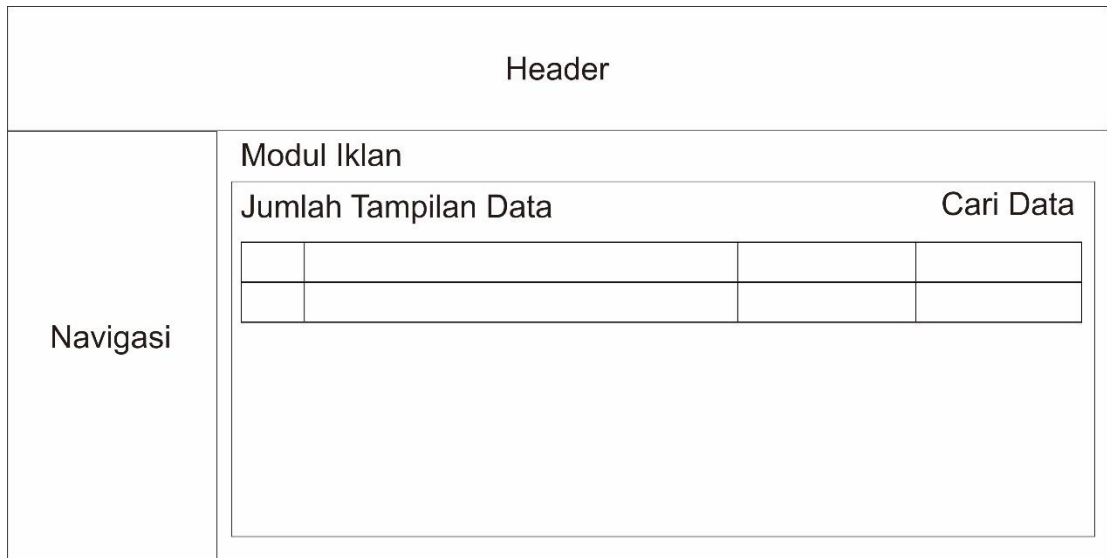 Header
Modul Iklan
Jumlah Tampilan Data
Cari Data
Navigasi